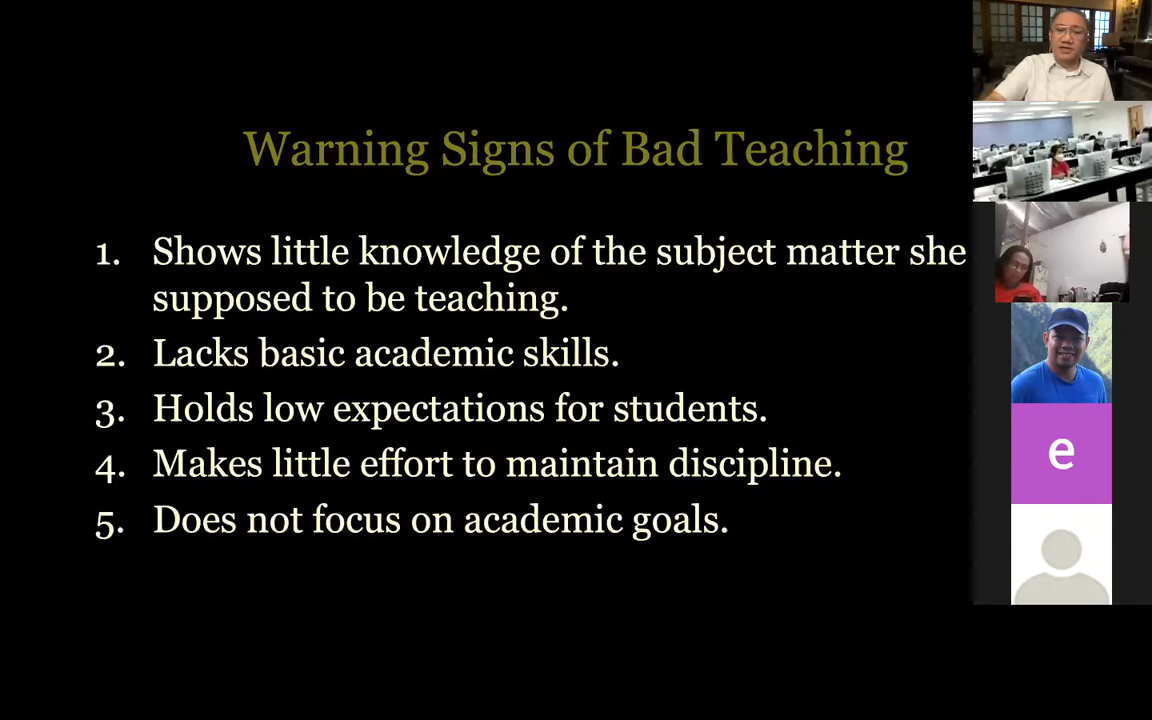 Warning Signs of Bad Teaching
1. Shows little knowledge of the subject matter she
supposed to be teaching.
2. Lacks basic academic skills.
3. Holds low expectations for students.
4. Makes little effort to maintain discipline.
5. Does not focus on academic goals.
e